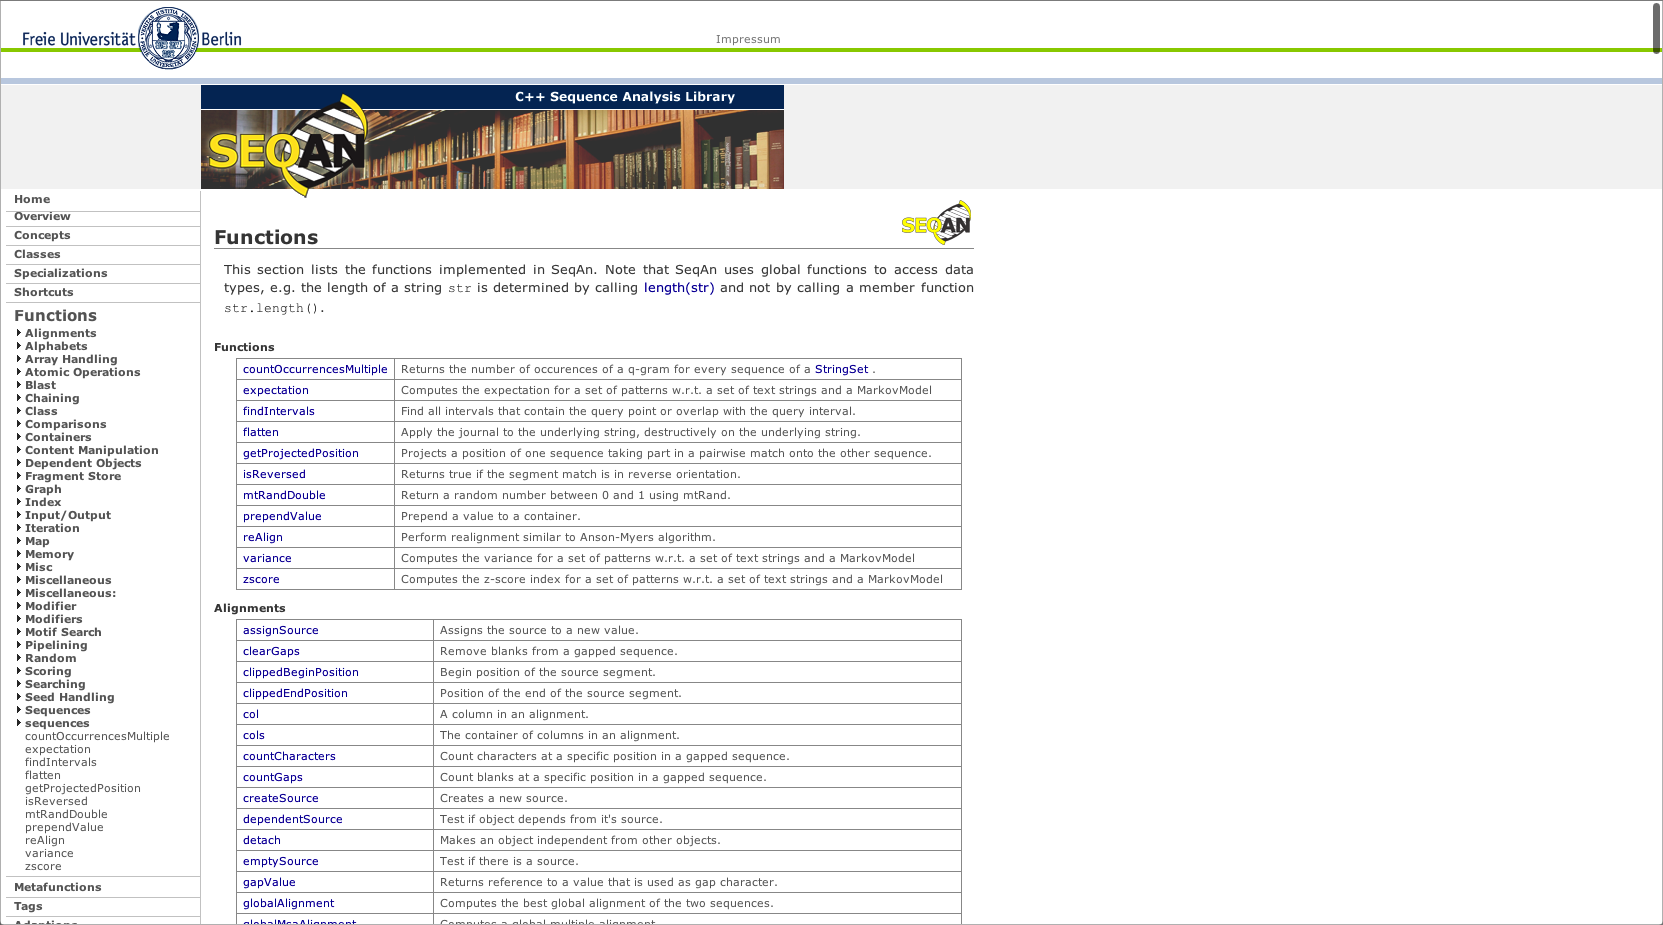 Freie Universität Berlin
Impressum
C++ Sequence Analysis Library
SEQAN
Home
Overview
Concepts
Classes
Specializations
Shortcuts
Functions
Alignments
Alphabets
Array Handling
Atomic Operations
Blast
Chaining
Class
Comparisons
Containers
Content Manipulation
Dependent Objects
Fragment Store
Graph
Index
Input/Output
Iteration
Map
Memory
Misc
Miscellaneous
Miscellaneous:
Modifier
Modifiers
Motif Search
Pipelining
Random
Scoring
Searching
Seed Handling
Sequences
sequences
countOccurrencesMultiple
expectation
findIntervals
flatten
getProjectedPosition
isReversed
mtRandDouble
prependValue
reAlign
variance
zscore
Metafunctions
Tags
Adaptions
SEQAN
Functions
This section lists the functions implemented in SeqAn. Note that SeqAn uses global functions to access data
types, e.g. the length of a string str is determined by calling length(str) and not by calling a member function
str.length().
Functions
countOccurrencesMultiple Returns the number of occurences of a q-gram for every sequence of a StringSet .
expectation Computes the expectation for a set of patterns w.r.t. a set of text strings and a MarkovModel
findIntervals Find all intervals that contain the query point or overlap with the query interval.
flatten Apply the journal to the underlying string, destructively on the underlying string.
getProjectedPosition Projects a position of one sequence taking part in a pairwise match onto the other sequence.
isReversed Returns true if the segment match is in reverse orientation.
mtRandDouble Return a random number between 0 and 1 using mtRand.
prependValue Prepend a value to a container.
reAlign Perform realignment similar to Anson-Myers algorithm.
variance Computes the variance for a set of patterns w.r.t. a set of text strings and a MarkovModel
zscore Computes the z-score index for a set of patterns w.r.t. a set of text strings and a MarkovModel
Alignments
assignSource Assigns the source to a new value.
clearGaps Remove blanks from a gapped sequence.
clippedBeginPosition Begin position of the source segment.
clippedEndPosition Position of the end of the source segment.
col A column in an alignment.
cols The container of columns in an alignment.
countCharacters Count characters at a specific position in a gapped sequence.
countGaps Count blanks at a specific position in a gapped sequence.
createSource Creates a new source.
dependentSource Test if object depends from it's source.
detach Makes an object independent from other objects.
emptySource Test if there is a source.
gapValue Returns reference to a value that is used as gap character.
globalAlignment Computes the best global alignment of the two sequences.
globalMsaAlignment Computes a global multiple alignment.